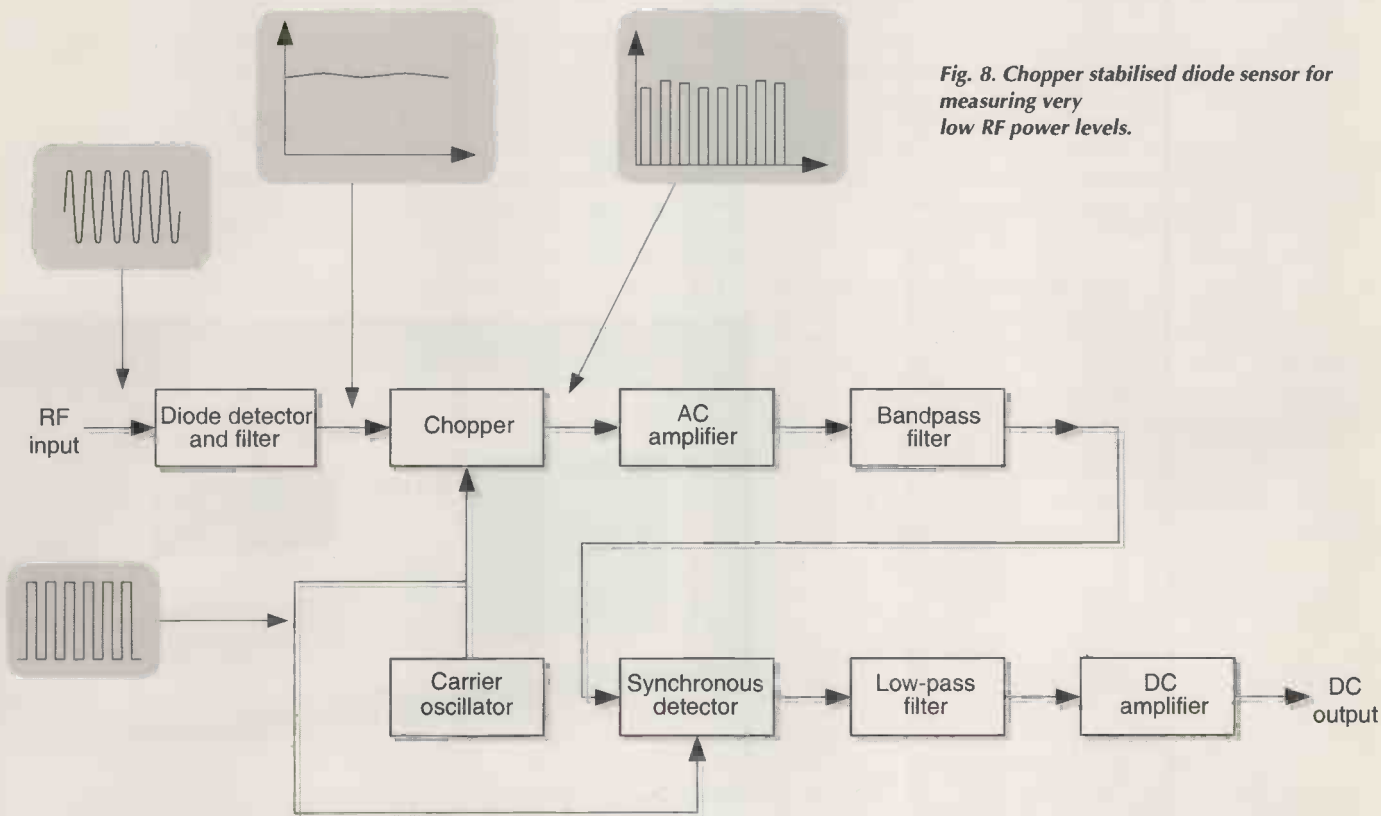 Fig. 8. Chopper stabilised diode sensor for
measuring very
low RF power levels.
RF
input
Diode detector
and filter
Chopper
AC
amplifier
Bandpass
filter
Carrier
oscillator
Synchronous
detector
Low-pass
filter
DC
amplifier
DC
output